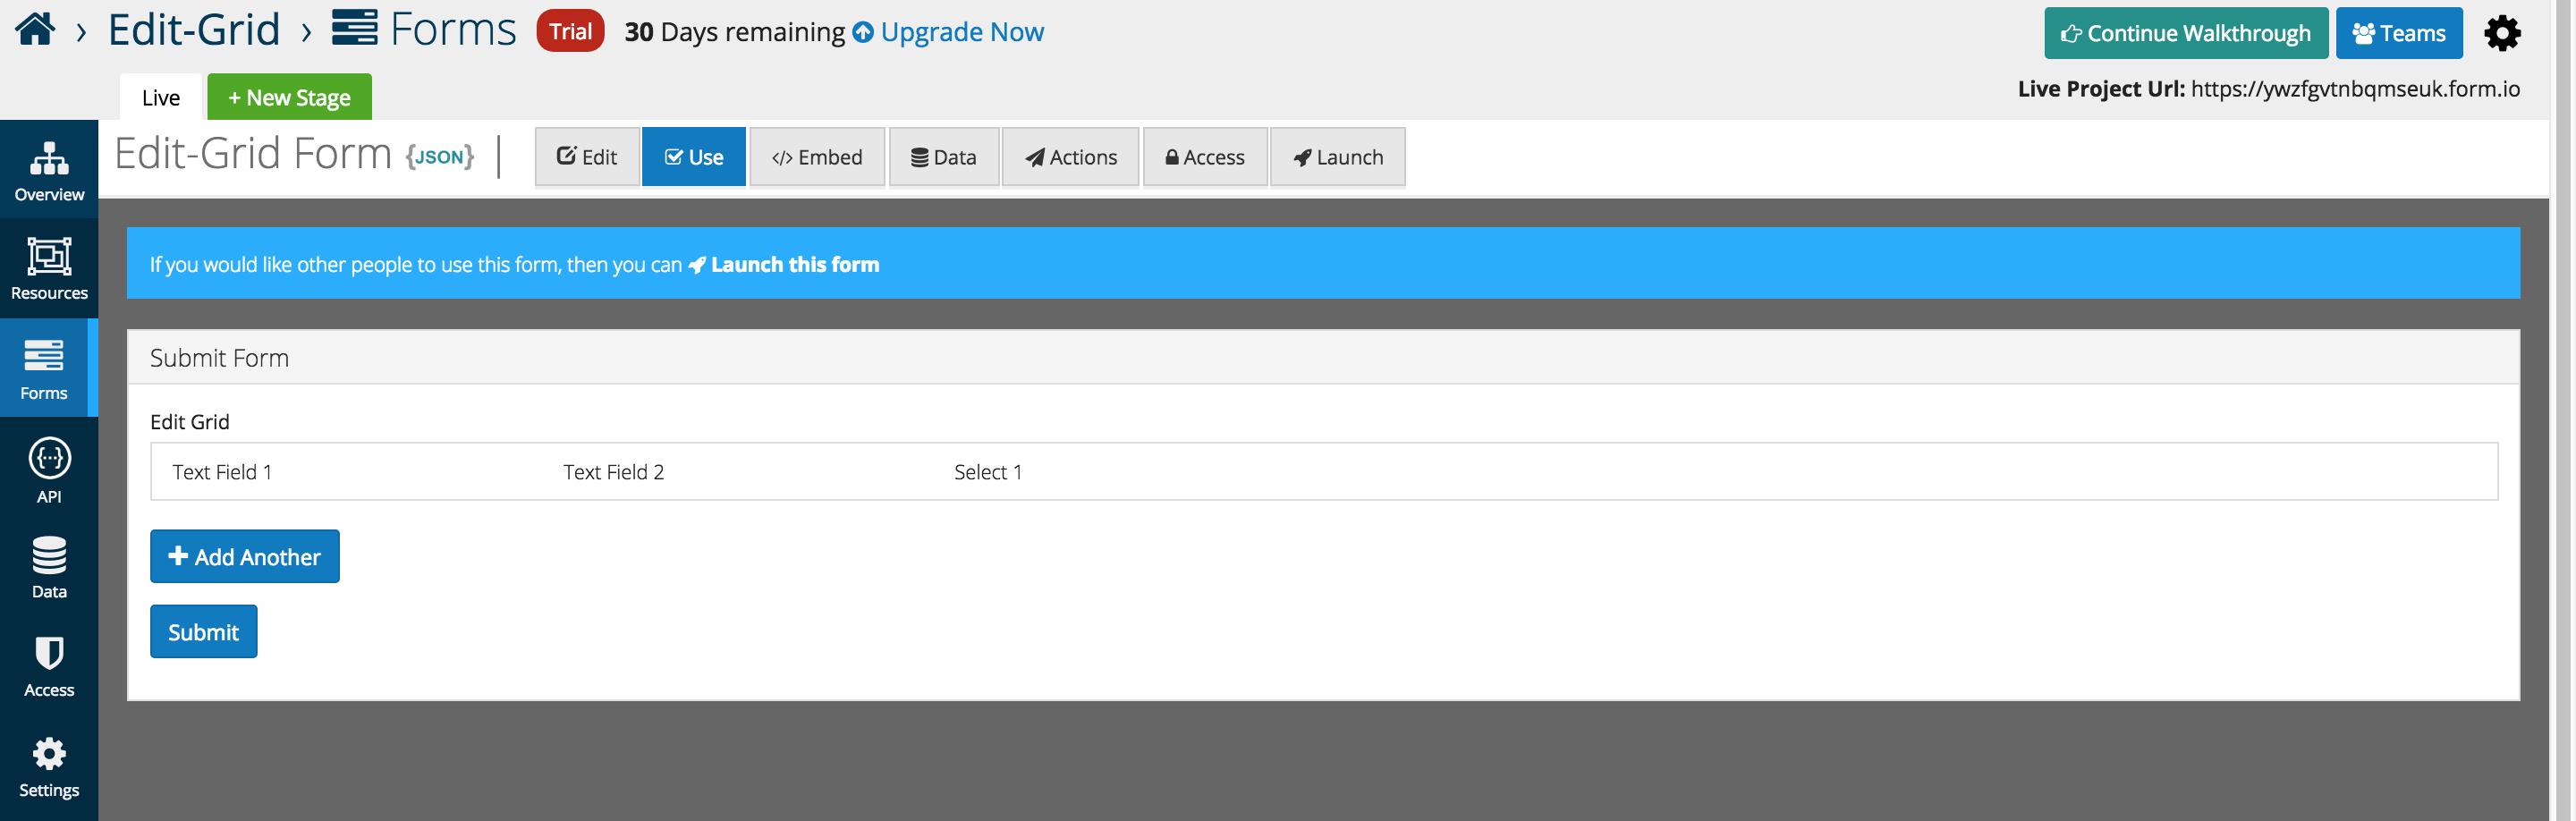 › Edit-Grid › Forms Trial 30 Days remaining Upgrade Now
Continue Walkthrough Teams
Live + New Stage
Live Project Url: https://ywzfgvtnbqmseuk.form.io
Edit-Grid Form {JSON} | Edit Use </> Embed Data Actions Access Launch
Overview
Resources
Forms
{···}
API
Data
Access
Settings
If you would like other people to use this form, then you can Launch this form
Submit Form
Edit Grid
Text Field 1 Text Field 2 Select 1
+ Add Another
Submit